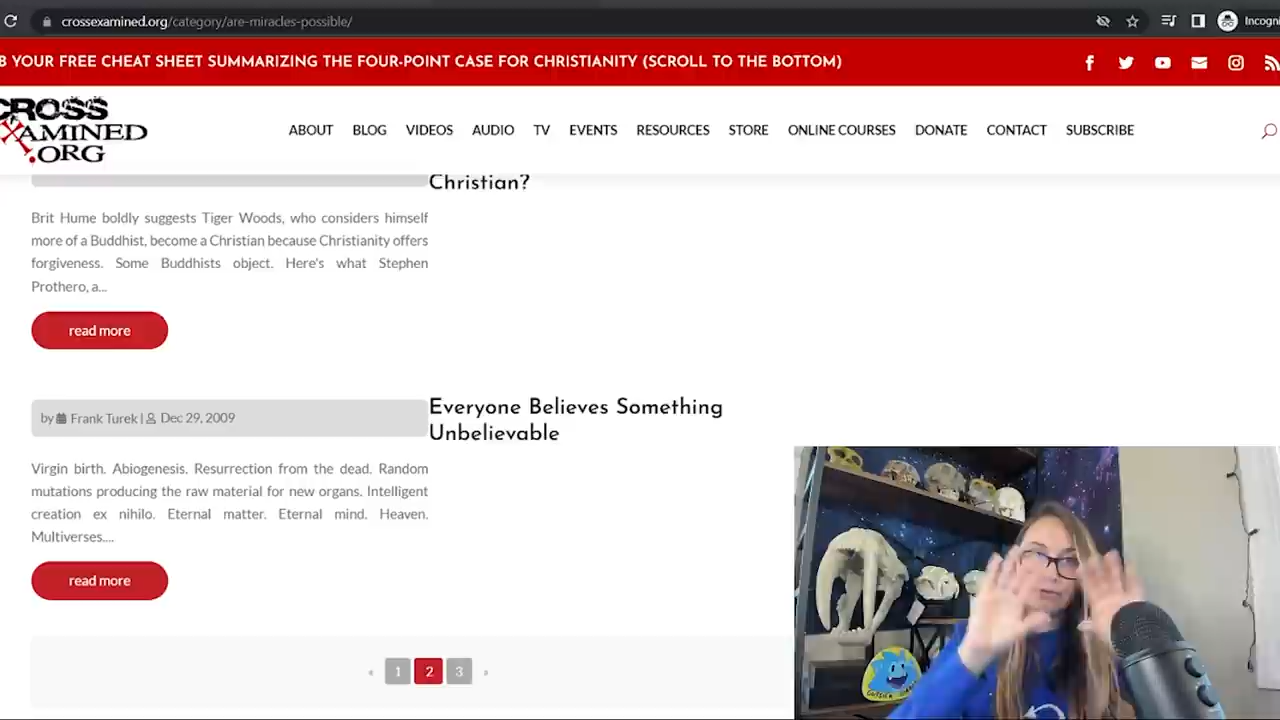 crossexamined.org/category/are-miracles-possible/
Incogni
B YOUR FREE CHEAT SHEET SUMMARIZING THE FOUR-POINT CASE FOR CHRISTIANITY (SCROLL TO THE BOTTOM)
CROSS
EXAMINED
.ORG
ABOUT BLOG VIDEOS AUDIO TV EVENTS RESOURCES STORE ONLINE COURSES DONATE CONTACT SUBSCRIBE
Christian?
Brit Hume boldly suggests Tiger Woods, who considers himself
more of a Buddhist, become a Christian because Christianity offers
forgiveness. Some Buddhists object. Here's what Stephen
Prothero, a...
read more
by Frank Turek | Dec 29, 2009
Everyone Believes Something
Unbelievable
Virgin birth. Abiogenesis. Resurrection from the dead. Random
mutations producing the raw material for new organs. Intelligent
creation ex nihilo. Eternal matter. Eternal mind. Heaven.
Multiverses....
read more
« 1 2 3 »